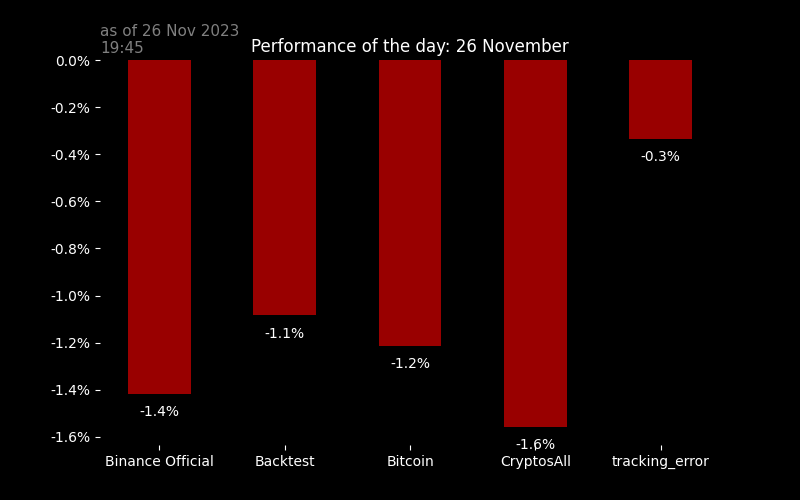 as of 26 Nov 2023
19:45
Performance of the day: 26 November
0.0%
-0.2%
-0.4%
-0.6%
-0.8%
-1.0%
-1.2%
-1.4%
-1.6%
-1.4%
-1.1%
-1.2%
-1.6%
-0.3%
Binance Official
Backtest
Bitcoin
CryptosAll
tracking_error